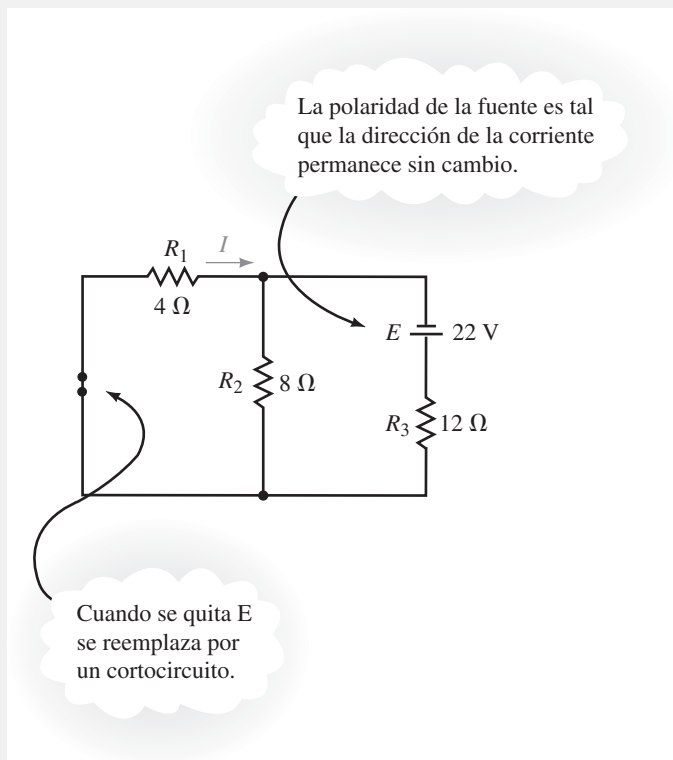 La polaridad de la fuente es tal
que la dirección de la corriente
permanece sin cambio.
R1
I
4 Ω
E
22 V
R2
8 Ω
R3
12 Ω
Cuando se quita E
se reemplaza por
un cortocircuito.